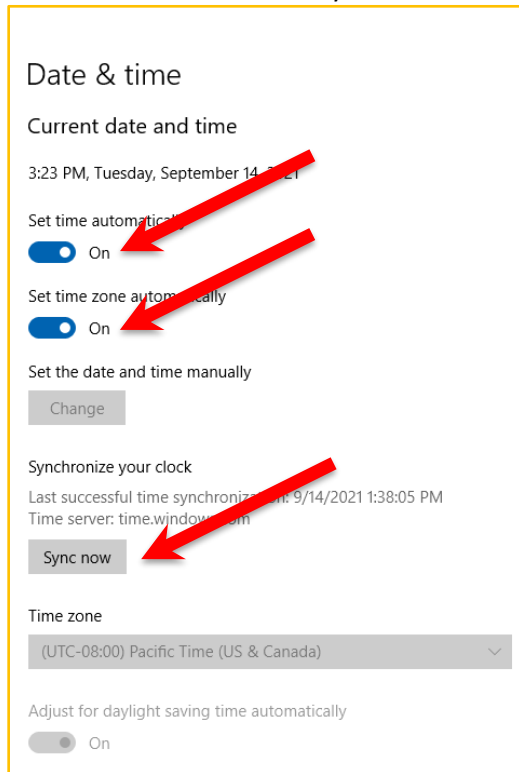 Date & time
Current date and time
3:23 PM, Tuesday, September 14, 2021
Set time automatically
On
Set time zone automatically
On
Set the date and time manually
Change
Synchronize your clock
Last successful time synchronization: 9/14/2021 1:38:05 PM
Time server: time.windows.com
Sync now
Time zone
(UTC-08:00) Pacific Time (US & Canada)
Adjust for daylight saving time automatically
On